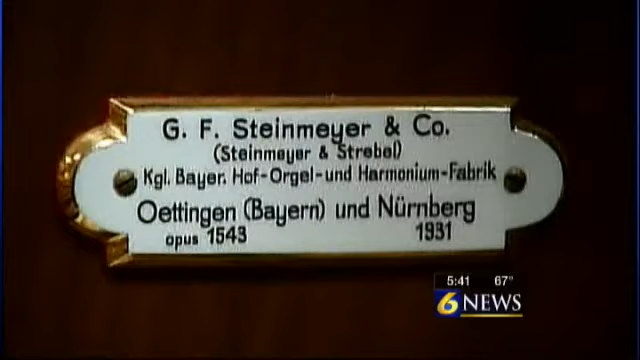 G. F. Steinmeyer & Co.
(Steinmeyer & Strebel)
Kgl. Bayer. Hof-Orgel-und Harmonium-Fabrik
Oettingen (Bayern) und Nürnberg
opus 1543 1931
5:41 67°
6 NEWS